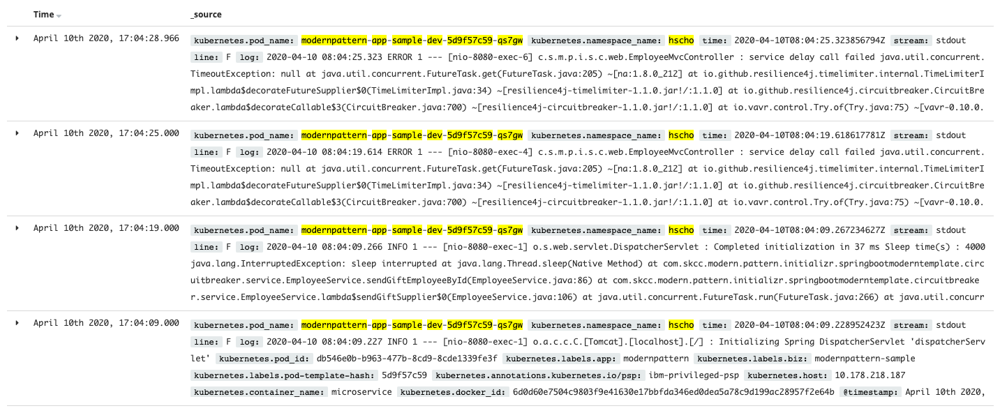 Time _source
April 10th 2020, 17:04:28.966 kubernetes.pod_name: modernpattern-app-sample-dev-5d9f57c59-qs7gw kubernetes.namespace_name: hscho time: 2020-04-10T08:04:25.323856794Z stream: stdout
line: F log: 2020-04-10 08:04:25.323 ERROR 1 --- [nio-8080-exec-6] c.s.m.p.i.s.c.web.EmployeeMvcController : service delay call failed java.util.concurrent.
TimeoutException: null at java.util.concurrent.FutureTask.get(FutureTask.java:205) ~[na:1.8.0_212] at io.github.resilience4j.timelimiter.internal.TimeLimiterI
mpl.lambda$decorateFutureSupplier$0(TimeLimiterImpl.java:34) ~[resilience4j-timelimiter-1.1.0.jar!/:1.1.0] at io.github.resilience4j.circuitbreaker.CircuitBre
aker.lambda$decorateCallable$3(CircuitBreaker.java:700) ~[resilience4j-circuitbreaker-1.1.0.jar!/:1.1.0] at io.vavr.control.Try.of(Try.java:75) ~[vavr-0.10.0.
April 10th 2020, 17:04:25.000 kubernetes.pod_name: modernpattern-app-sample-dev-5d9f57c59-qs7gw kubernetes.namespace_name: hscho time: 2020-04-10T08:04:19.618617781Z stream: stdout
line: F log: 2020-04-10 08:04:19.614 ERROR 1 --- [nio-8080-exec-4] c.s.m.p.i.s.c.web.EmployeeMvcController : service delay call failed java.util.concurrent.
TimeoutException: null at java.util.concurrent.FutureTask.get(FutureTask.java:205) ~[na:1.8.0_212] at io.github.resilience4j.timelimiter.internal.TimeLimiterI
mpl.lambda$decorateFutureSupplier$0(TimeLimiterImpl.java:34) ~[resilience4j-timelimiter-1.1.0.jar!/:1.1.0] at io.github.resilience4j.circuitbreaker.CircuitBre
aker.lambda$decorateCallable$3(CircuitBreaker.java:700) ~[resilience4j-circuitbreaker-1.1.0.jar!/:1.1.0] at io.vavr.control.Try.of(Try.java:75) ~[vavr-0.10.0.
April 10th 2020, 17:04:19.000 kubernetes.pod_name: modernpattern-app-sample-dev-5d9f57c59-qs7gw kubernetes.namespace_name: hscho time: 2020-04-10T08:04:09.267234627Z stream: stdout
line: F log: 2020-04-10 08:04:09.266 INFO 1 --- [nio-8080-exec-1] o.s.web.servlet.DispatcherServlet : Completed initialization in 37 ms Sleep time(s) : 4000
java.lang.InterruptedException: sleep interrupted at java.lang.Thread.sleep(Native Method) at com.skcc.modern.pattern.initializr.springbootmoderntemplate.circ
uitbreaker.service.EmployeeService.sendGiftEmployeeById(EmployeeService.java:86) at com.skcc.modern.pattern.initializr.springbootmoderntemplate.circuitbreake
r.service.EmployeeService.lambda$sendGiftSupplier$0(EmployeeService.java:106) at java.util.concurrent.FutureTask.run(FutureTask.java:266) at java.util.concurr
April 10th 2020, 17:04:09.000 kubernetes.pod_name: modernpattern-app-sample-dev-5d9f57c59-qs7gw kubernetes.namespace_name: hscho time: 2020-04-10T08:04:09.228952423Z stream: stdout
line: F log: 2020-04-10 08:04:09.227 INFO 1 --- [nio-8080-exec-1] o.a.c.c.C.[Tomcat].[localhost].[/] : Initializing Spring DispatcherServlet 'dispatcherServ
let' kubernetes.pod_id: db546e0b-b963-477b-8cd9-8cde1339fe3f kubernetes.labels.app: modernpattern kubernetes.labels.biz: modernpattern-sample
kubernetes.labels.pod-template-hash: 5d9f57c59 kubernetes.annotations.kubernetes.io/psp: ibm-privileged-psp kubernetes.host: 10.178.218.187
kubernetes.container_name: microservice kubernetes.docker_id: 6d0d60e7504c9803f9e41630e17bbfda346ed0dea5a78c9d199ac28957f2e64b @timestamp: April 10th 2020,